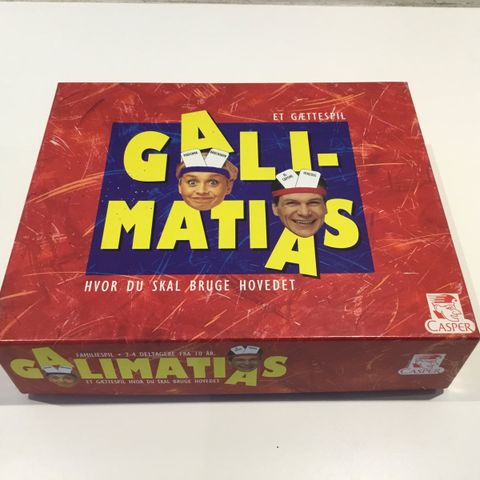 ET GÆTTESPIL
GALI-
MATIAS
HVOR DU SKAL BRUGE HOVEDET
CASPER
FAMILIESPIL • 2-4 DELTAGERE FRA 10 ÅR.
GALIMATIAS
ET GÆTTESPIL HVOR DU SKAL BRUGE HOVEDET
CASPER